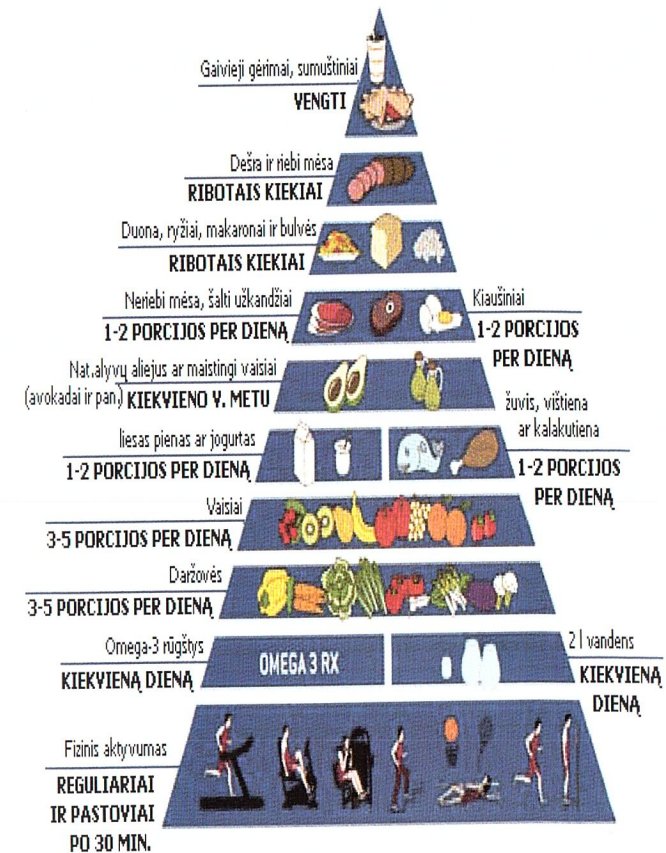 Gaivieji gėrimai, sumuštiniai
VENGTI
Dešra ir riebi mėsa
RIBOTAIS KIEKIAI
Duona, ryžiai, makaronai ir bulvės
RIBOTAIS KIEKIAI
Neriebi mėsa, šalti užkandžiai
1-2 PORCIJOS PER DIENĄ
Kiaušiniai
1-2 PORCIJOS
PER DIENĄ
Nat.alyvų aliejus ar maistingi vaisiai
(avokadai ir pan.) KIEKVIENO V. METU
žuvis, vištiena
ar kalakutiena
1-2 PORCIJOS
PER DIENĄ
liesas pienas ar jogurtas
1-2 PORCIJOS PER DIENĄ
Vaisiai
3-5 PORCIJOS PER DIENĄ
Daržovės
3-5 PORCIJOS PER DIENĄ
Omega-3 rūgštys
KIEKVIENĄ DIENĄ
OMEGA 3 RX
2 l vandens
KIEKVIENĄ
DIENĄ
Fizinis aktyvumas
REGULIARIAI
IR PASTOVIAI
PO 30 MIN.